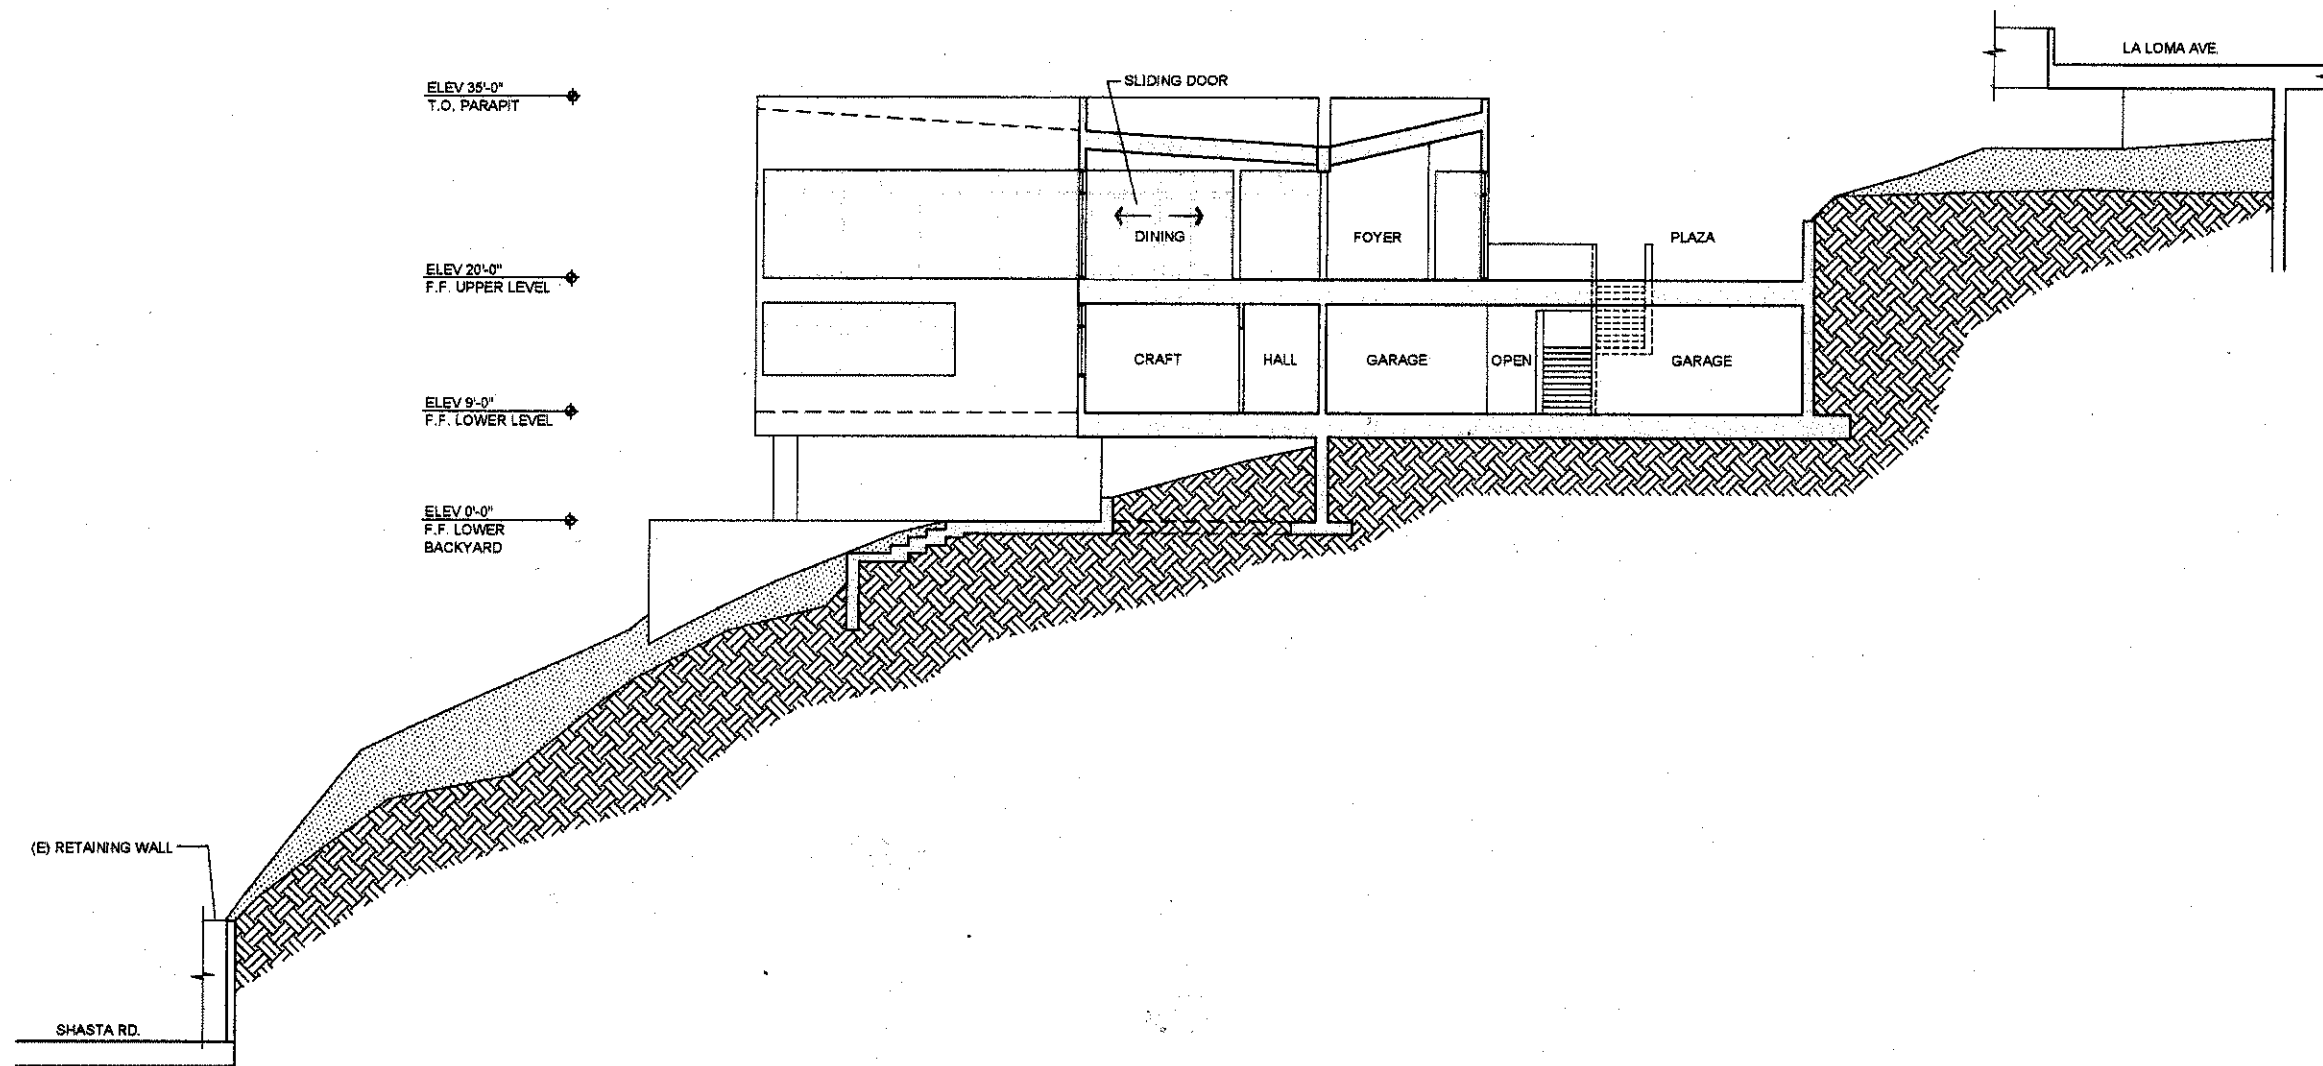 LA LOMA AVE.
SLIDING DOOR
ELEV 35'-0"
T.O. PARAPIT
DINING
FOYER
PLAZA
ELEV 20'-0"
F.F. UPPER LEVEL
CRAFT
HALL
GARAGE
OPEN
GARAGE
ELEV 9'-0"
F.F. LOWER LEVEL
ELEV 0'-0"
F.F. LOWER
BACKYARD
(E) RETAINING WALL
SHASTA RD.